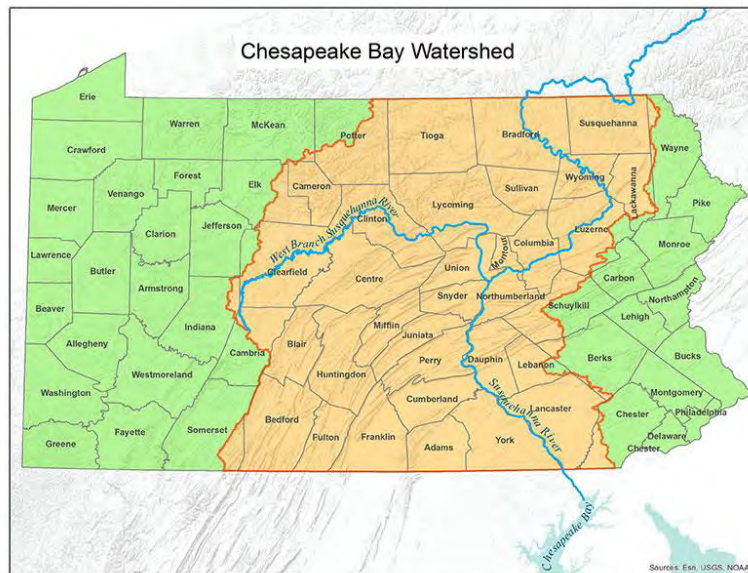 Chesapeake Bay Watershed
Erie
Warren
McKean
Potter
Tioga
Bradford
Susquehanna
Wayne
Crawford
Forest
Elk
Cameron
Sullivan
Wyoming
Lackawanna
Pike
Venango
Mercer
Clinton
Lycoming
West Branch Susquehanna River
Clarion
Jefferson
Luzerne
Monroe
Columbia
Montour
Lawrence
Clearfield
Centre
Union
Carbon
Butler
Armstrong
Snyder
Northumberland
Schuylkill
Northampton
Beaver
Indiana
Mifflin
Juniata
Lehigh
Allegheny
Cambria
Blair
Huntingdon
Perry
Dauphin
Lebanon
Berks
Bucks
Westmoreland
Cumberland
Montgomery
Washington
Bedford
Susquehanna River
Lancaster
Chester
Philadelphia
Somerset
Fayette
Greene
Fulton
Franklin
Adams
York
Delaware
Chester
Chesapeake Bay
Sources: Esri, USGS, NOAA